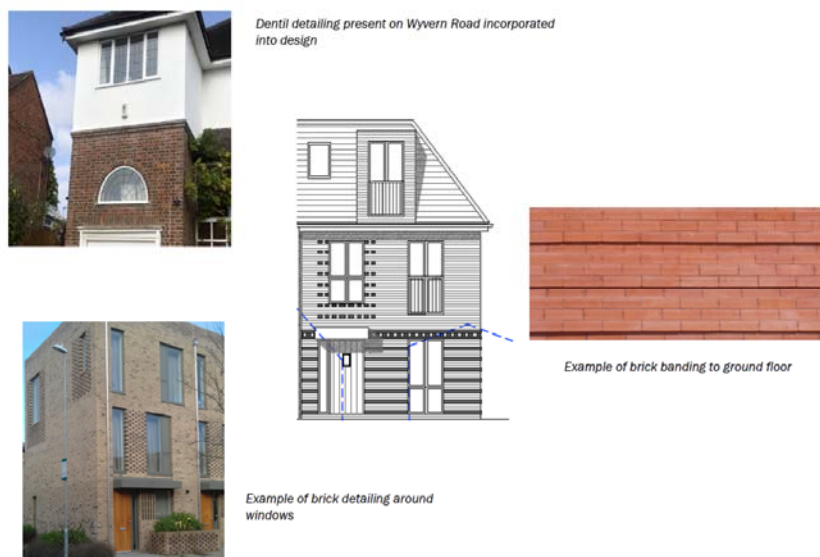 Dentil detailing present on Wyvern Road incorporated
into design
Example of brick banding to ground floor
Example of brick detailing around
windows